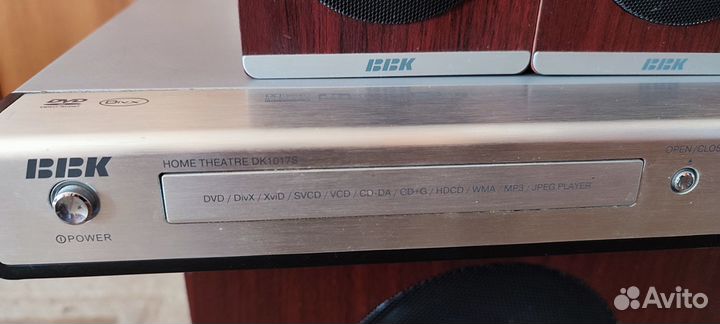 BBK
BBK
DVD
DivX
BBK
HOME THEATRE DK1017S
OPEN/CLOS
DVD / DivX / XviD / SVCD / VCD / CD-DA / CD+G / HDCD / WMA / MP3 / JPEG PLAYER
POWER
Avito